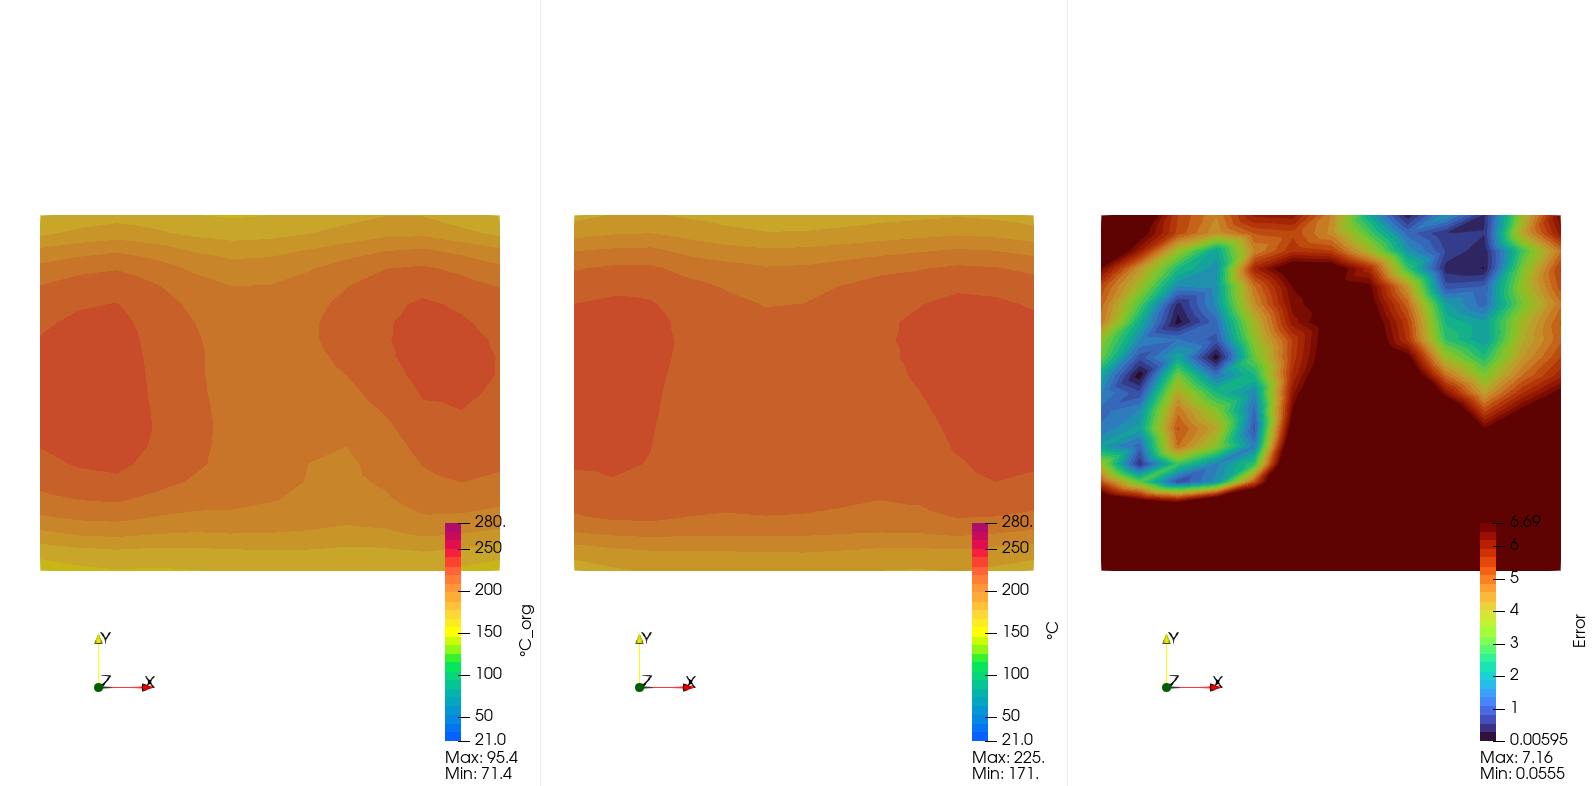 280.
250
200
150
100
50
21.0
°C_org
Max: 95.4
Min: 71.4
Y
Z
X
280.
250
200
150
100
50
21.0
°C
Max: 225.
Min: 171.
Y
Z
X
6.69
6
5
4
3
2
1
0.00595
Error
Max: 7.16
Min: 0.0555
Y
Z
X